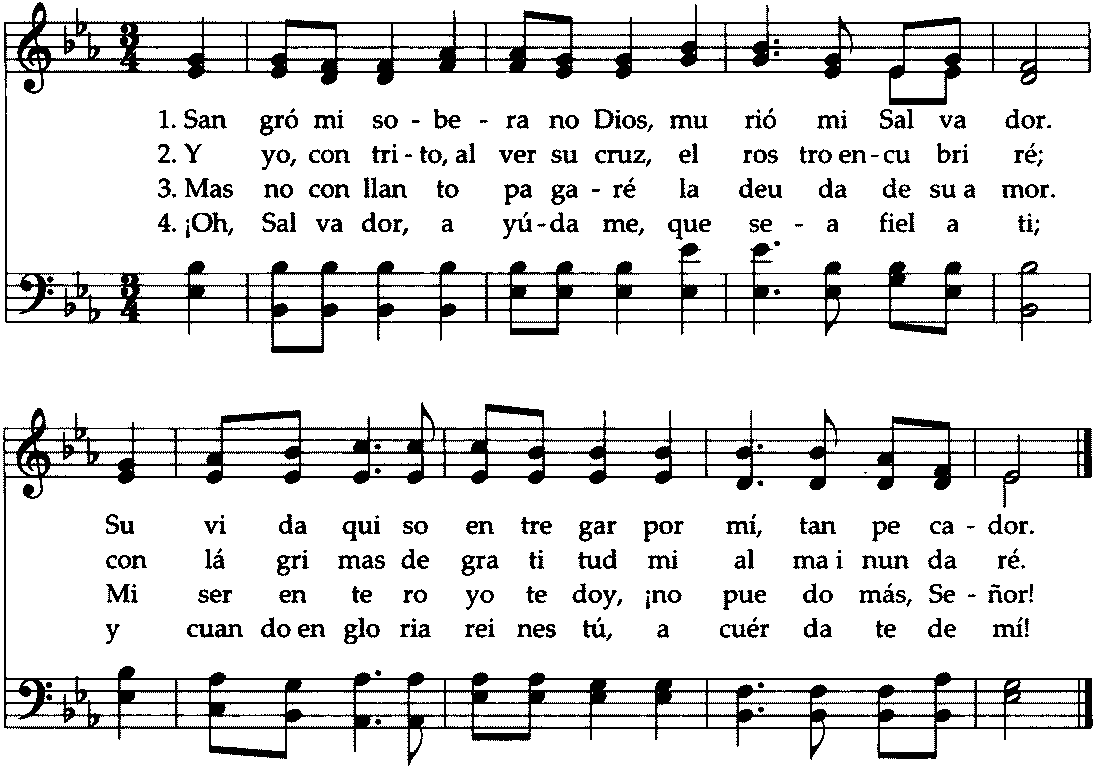 3
4
1. San gró mi so - be - ra no Dios, mu rió mi Sal va dor.
2. Y yo, con tri - to, al ver su cruz, el ros tro en - cu bri ré;
3. Mas no con llan to pa ga - ré la deu da de su a mor.
4. ¡Oh, Sal va dor, a yú - da me, que se - a fiel a ti;
3
4
Su vi da qui so en tre gar por mí, tan pe ca - dor.
con lá gri mas de gra ti tud mi al ma i nun da ré.
Mi ser en te ro yo te doy, ¡no pue do más, Se - ñor!
y cuan do en glo ria rei nes tú, a cuér da te de mí!